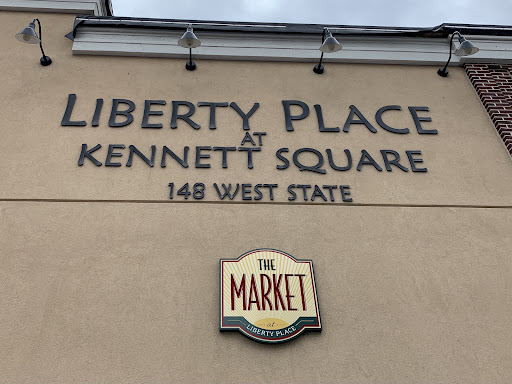 LIBERTY PLACE
AT
KENNETT SQUARE
148 WEST STATE
THE
MARKET
at
LIBERTY PLACE